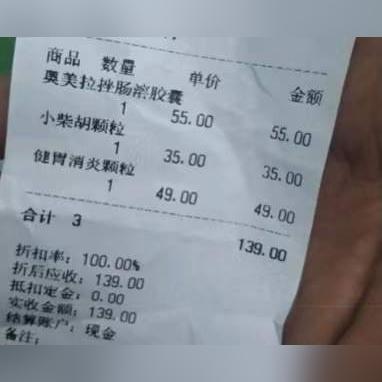 商品 数量 单价 金额
奥美拉挫肠溶胶囊
1 55.00 55.00
小柴胡颗粒
1 35.00 35.00
健胃消炎颗粒
1 49.00 49.00
合计 3 139.00
折扣率: 100.00%
折后应收: 139.00
抵扣定金: 0.00
实收金额: 139.00
结算账户: 现金
备注: